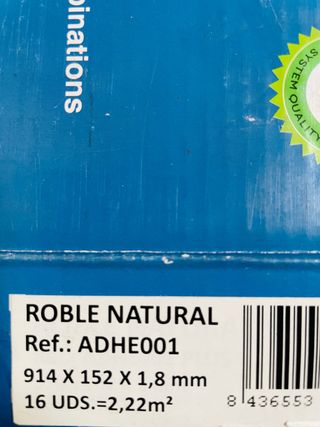 binations
SYSTEM QUALITY
ROBLE NATURAL
Ref.: ADHE001
914 X 152 X 1,8 mm
16 UDS.=2,22m²
8 436553